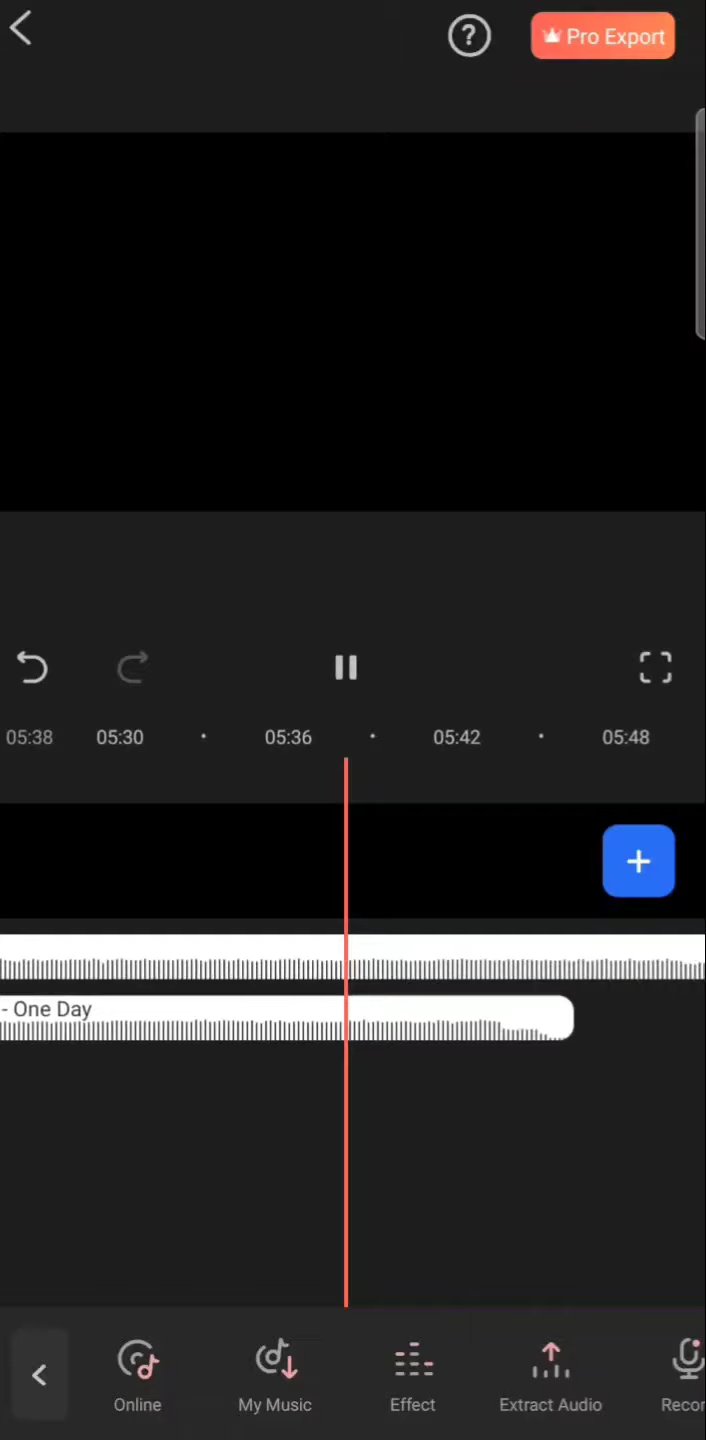 ?
Pro Export
05:38 05:30 05:36 05:42 05:48
- One Day
Online My Music Effect Extract Audio Recor